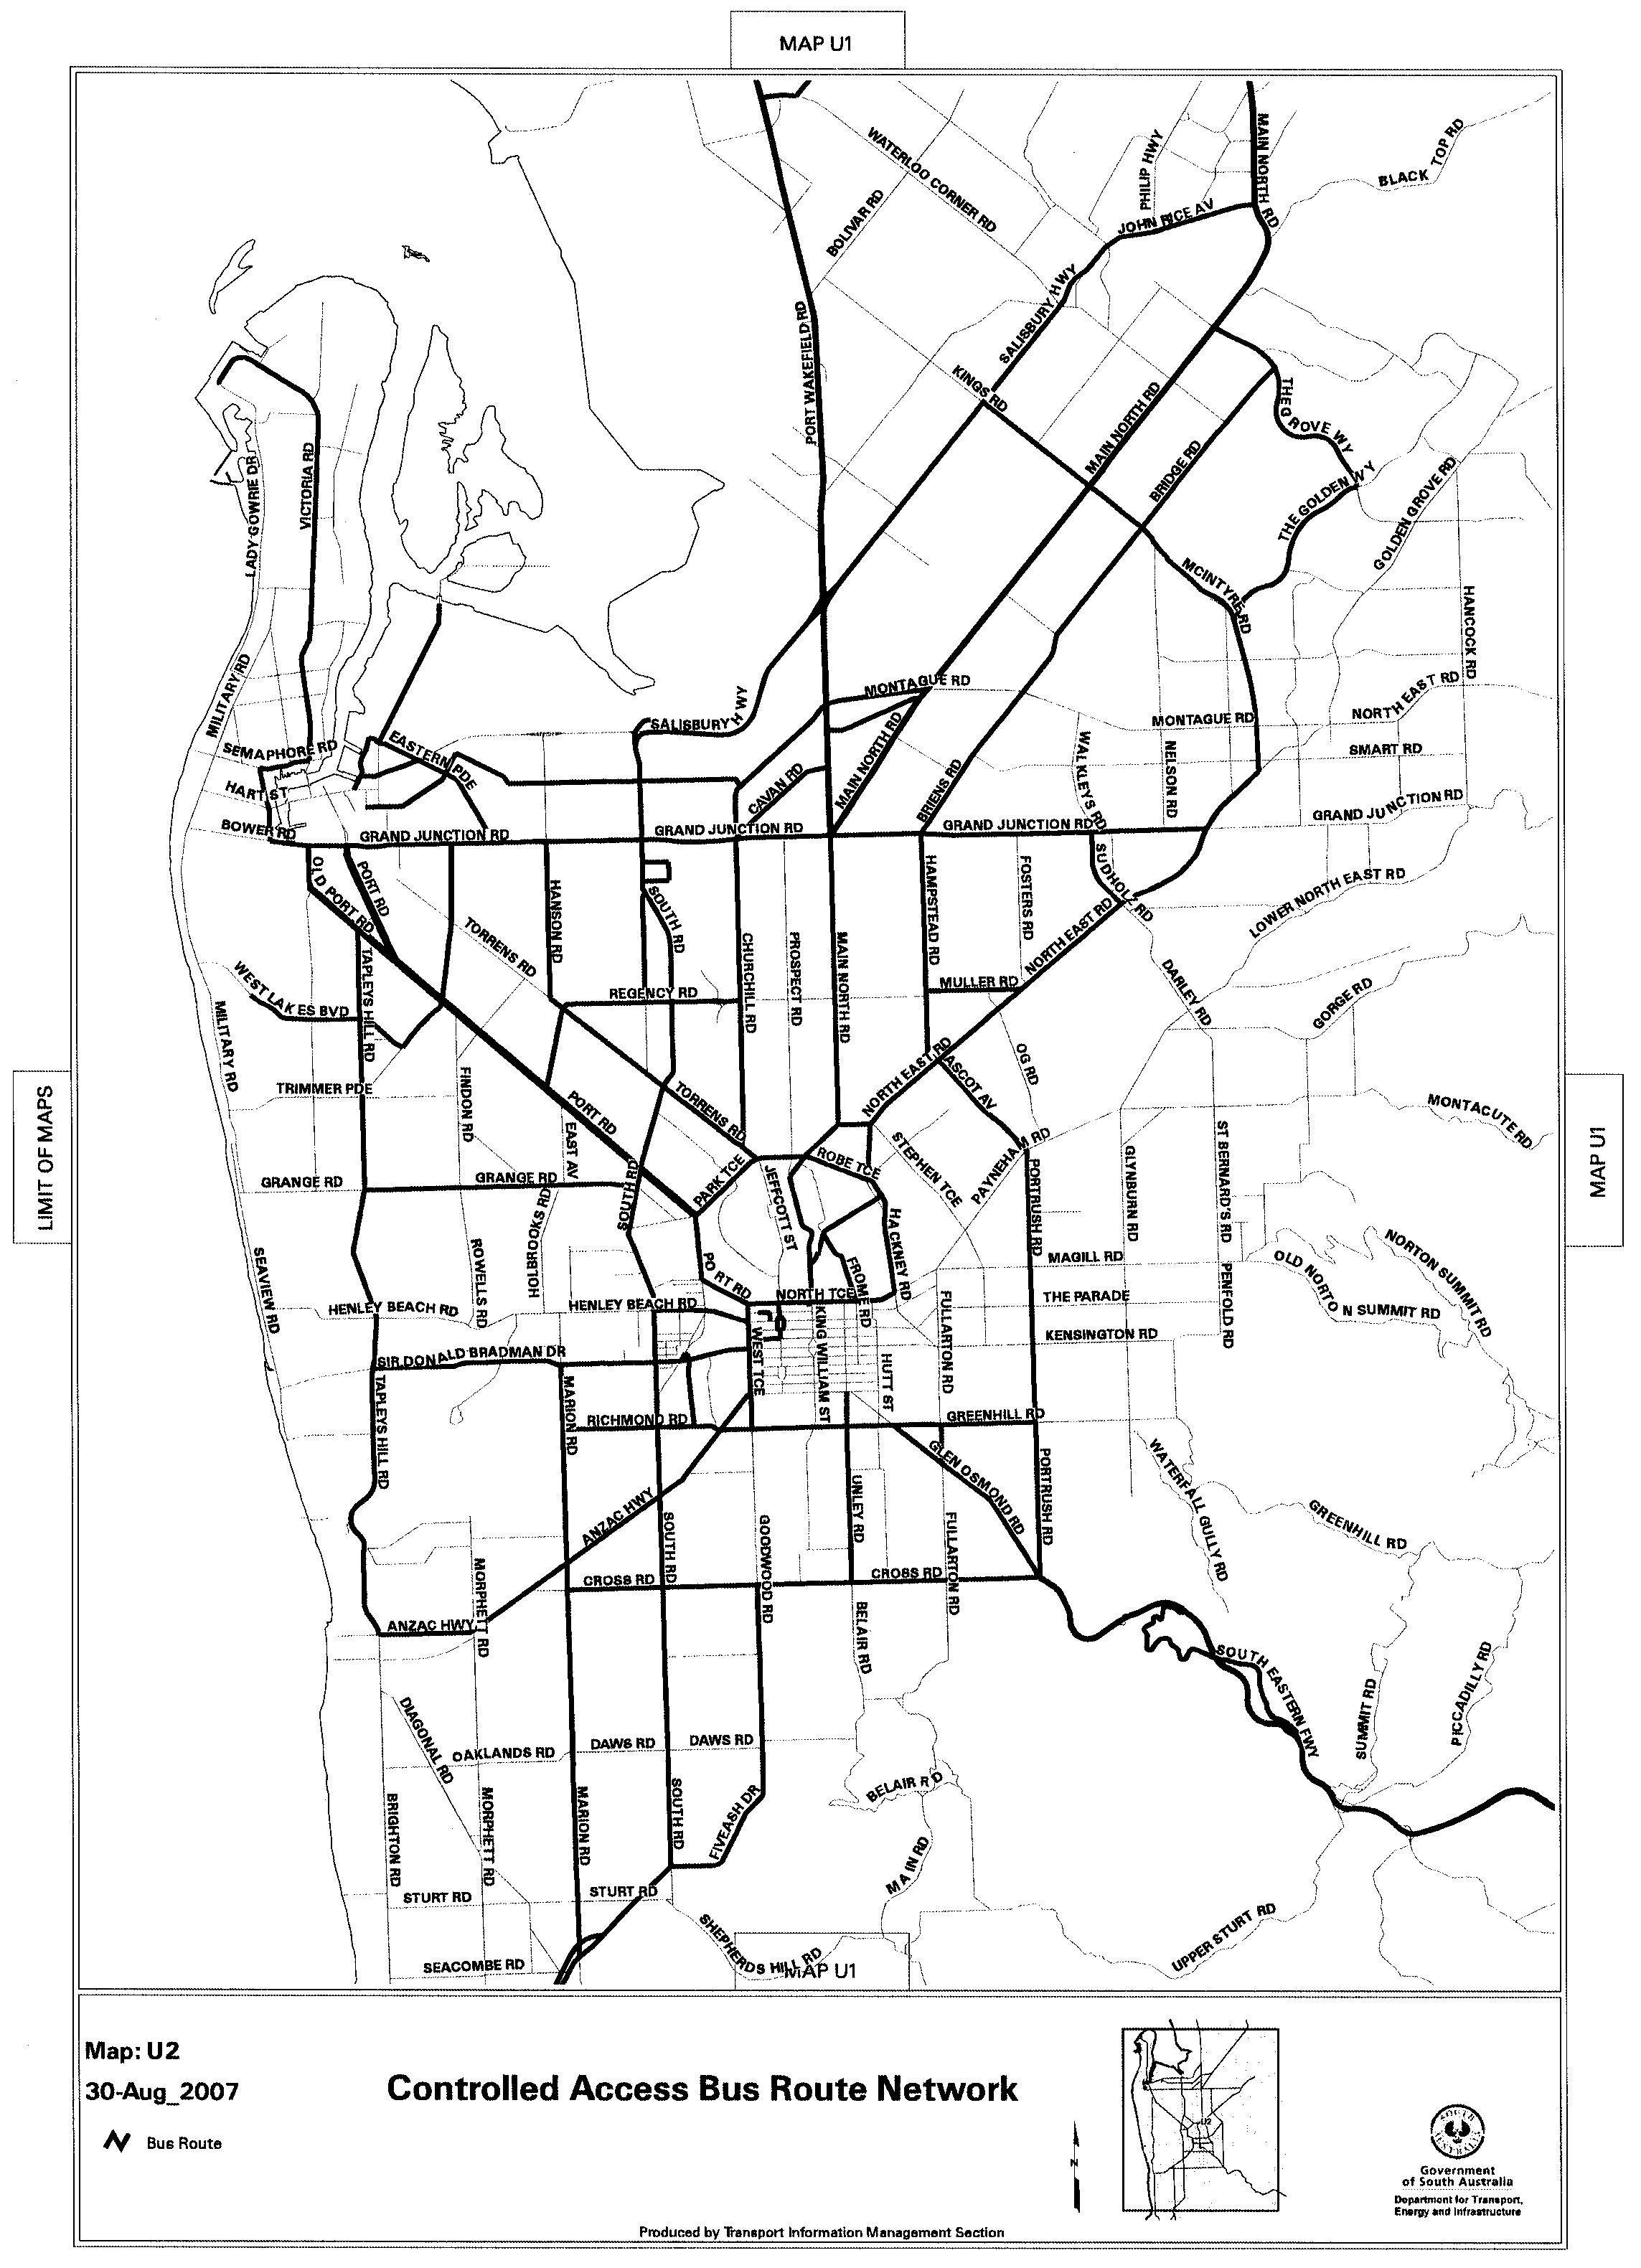 MAP U1
WATERLOO CORNER RD
BOLIVAR RD
PHILIP HWY
MAIN NORTH RD
BLACK TOP RD
JOHN RICE AV
SALISBURY HWY
PORT WAKEFIELD RD
KINGS RD
MAIN NORTH RD
BRIDGE RD
THE GROVE WY
THE GOLDEN WY
GOLDEN GROVE RD
LADY GOWRIE DR
VICTORIA RD
MCINTYRE RD
HANCOCK RD
MILITARY RD
SEMAPHORE RD
HART ST
BOWER RD
EASTERN PDE
SALISBURY HWY
MONTAGUE RD
MAIN NORTH RD
CAVAN RD
BRIENS RD
WALKLEYS RD
MONTAGUE RD
NELSON RD
NORTH EAST RD
SMART RD
GRAND JUNCTION RD
GRAND JUNCTION RD
GRAND JUNCTION RD
GRAND JUNCTION RD
OLD PORT RD
PORT RD
TORRENS RD
HANSON RD
SOUTH RD
CHURCHILL RD
PROSPECT RD
MAIN NORTH RD
HAMPSTEAD RD
FOSTERS RD
SUDHOLZ RD
NORTH EAST RD
LOWER NORTH EAST RD
WEST LAKES BVD
TAPLEYS HILL RD
REGENCY RD
MULLER RD
DARLEY RD
GORGE RD
MILITARY RD
LIMIT OF MAPS
TRIMMER PDE
FINDON RD
PORT RD
EAST AV
TORRENS RD
NORTH EAST RD
ASCOT AV
OG RD
MONTACUTE RD
MAP U1
GRANGE RD
GRANGE RD
HOLBROOKS RD
SOUTH RD
PARK TCE
JEFFCOTT ST
ROBE TCE
STEPHEN TCE
PAYNEHAM RD
PORTRUSH RD
GLYNBURN RD
ST BERNARD'S RD
SEAVIEW RD
ROWELLS RD
PORT RD
FROME RD
HACKNEY RD
MAGILL RD
OLD NORTON SUMMIT RD
NORTON SUMMIT RD
HENLEY BEACH RD
HENLEY BEACH RD
NORTH TCE
THE PARADE
PENFOLD RD
KENSINGTON RD
SIR DONALD BRADMAN DR
WEST TCE
KING WILLIAM ST
HUTT ST
FULLARTON RD
TAPLEYS HILL RD
MARION RD
RICHMOND RD
GREENHILL RD
GLEN OSMOND RD
PORTRUSH RD
WATERFALL GULLY RD
GREENHILL RD
ANZAC HWY
SOUTH RD
GOODWOOD RD
UNLEY RD
FULLARTON RD
CROSS RD
CROSS RD
MORPHETT RD
ANZAC HWY
BELAIR RD
SOUTH EASTERN FWY
SUMMIT RD
PICCADILLY RD
DIAGONAL RD
OAKLANDS RD
DAWS RD
DAWS RD
BRIGHTON RD
MORPHETT RD
MARION RD
SOUTH RD
FIVEASH DR
BELAIR RD
MAIN RD
STURT RD
STURT RD
SHEPHERDS HILL RD
UPPER STURT RD
SEACOMBE RD
MAP U1
Map: U2
30-Aug_2007
Bus Route
Controlled Access Bus Route Network
N
U2
SOUTH AUSTRALIA
Government
of South Australia
Department for Transport,
Energy and Infrastructure
Produced by Transport Information Management Section